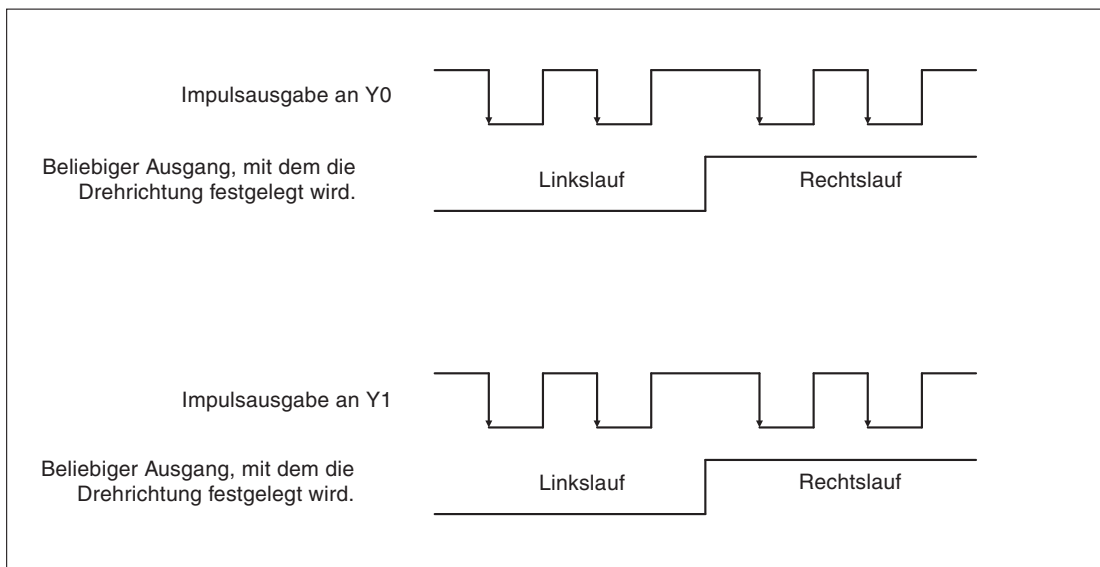 Impulsausgabe an Y0
Beliebiger Ausgang, mit dem die
Drehrichtung festgelegt wird.
Linkslauf
Rechtslauf
Impulsausgabe an Y1
Beliebiger Ausgang, mit dem die
Drehrichtung festgelegt wird.
Linkslauf
Rechtslauf